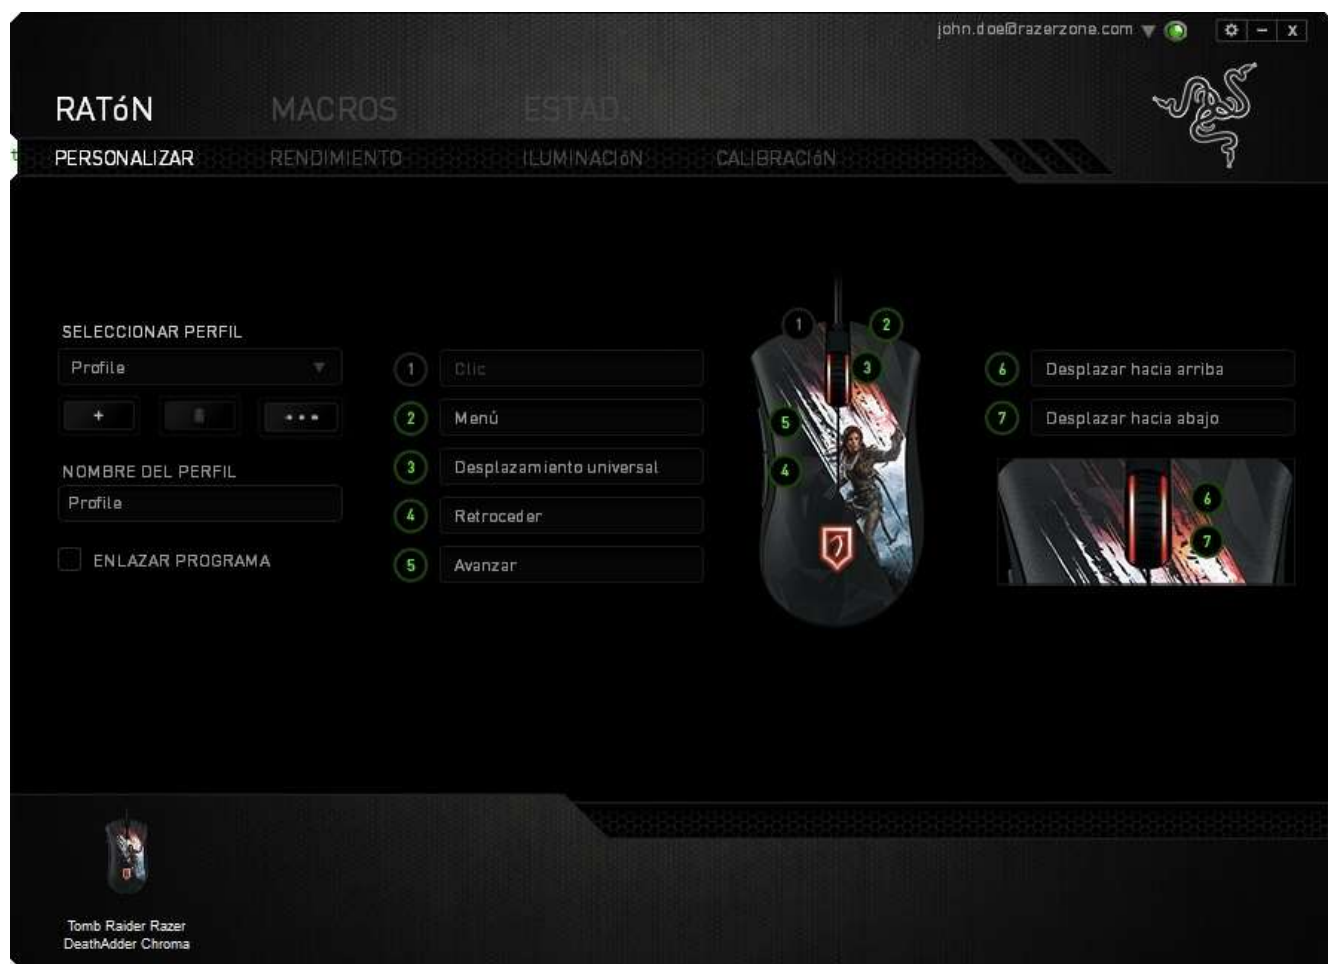 john.doe@razerzone.com
RATóN MACROS ESTAD.
PERSONALIZAR RENDIMIENTO ILUMINACIóN CALIBRACIóN
SELECCIONAR PERFIL
Profile
+
NOMBRE DEL PERFIL
Profile
ENLAZAR PROGRAMA
1 Clic
2 Menú
3 Desplazamiento universal
4 Retroceder
5 Avanzar
1
2
3
5
4
6 Desplazar hacia arriba
7 Desplazar hacia abajo
6
7
Tomb Raider Razer
DeathAdder Chroma